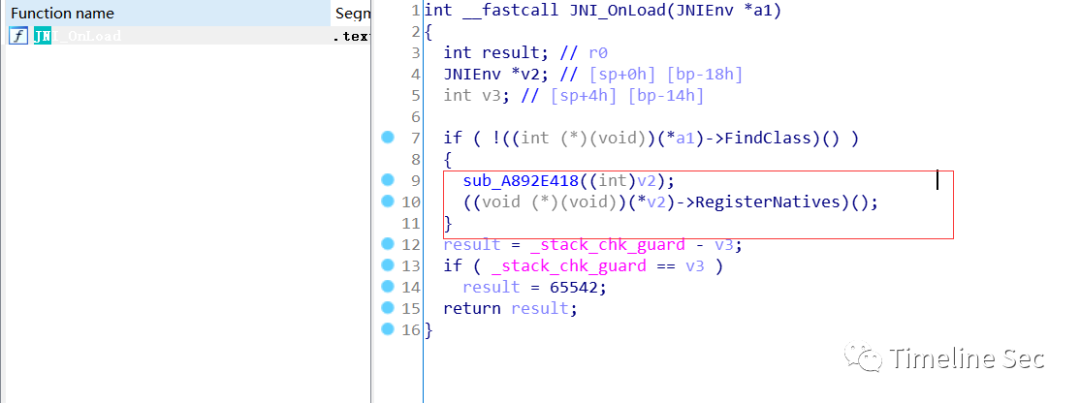 Function name Segm
f JNI_OnLoad .tex
1 int __fastcall JNI_OnLoad(JNIEnv *a1)
2 {
3 int result; // r0
4 JNIEnv *v2; // [sp+0h] [bp-18h]
5 int v3; // [sp+4h] [bp-14h]
6
7 if ( !((int (*)(void))(*a1)->FindClass)() )
8 {
9 sub_A892E418((int)v2);
10 ((void (*)(void))(*v2)->RegisterNatives)();
11 }
12 result = _stack_chk_guard - v3;
13 if ( _stack_chk_guard == v3 )
14 result = 65542;
15 return result;
16 }
Timeline Sec